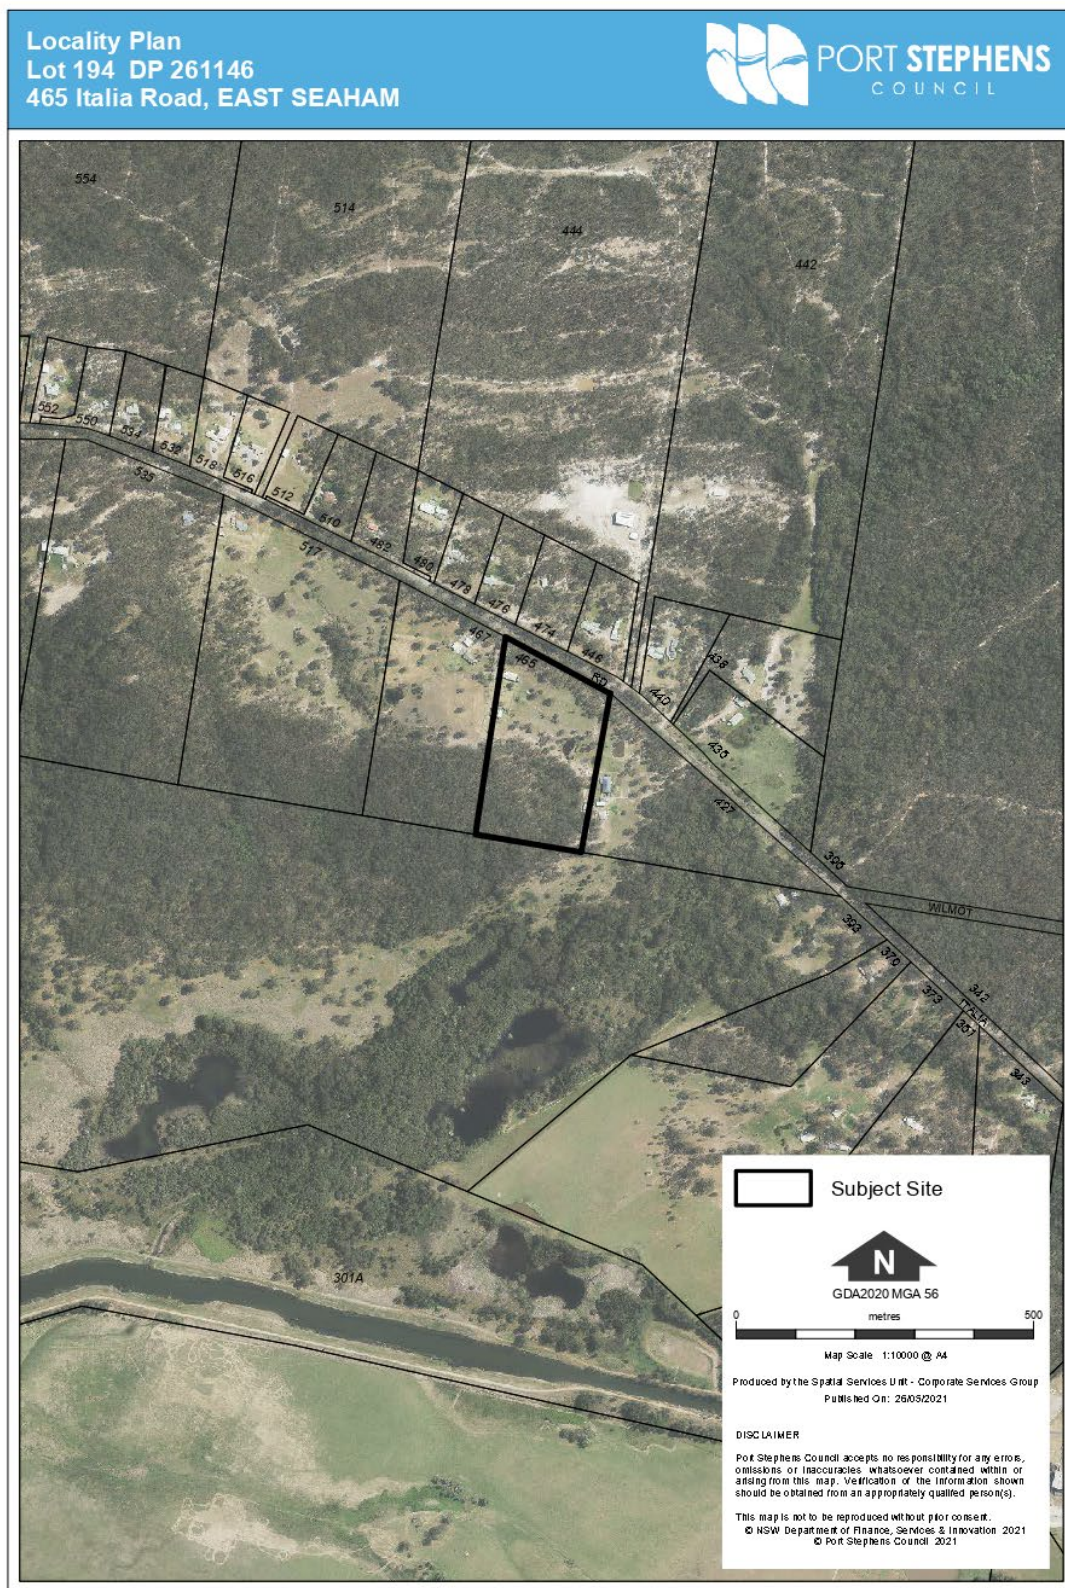 Locality Plan
Lot 194 DP 261146
465 Italia Road, EAST SEAHAM
PORT STEPHENS
COUNCIL
554
514
444
442
552
550
534
532
518
516
512
510
482
480
478
476
474
446
535
517
467
465
RD
440
438
435
427
395
WILMOT
393
370
373
342
ITALIA
351
343
301A
Subject Site
N
GDA2020 MGA 56
0 metres 500
Map Scale 1:10000 @ A4
Produced by the Spatial Services Unit - Corporate Services Group
Published On: 26/05/2021
DISCLAIMER
Port Stephens Council accepts no responsibility for any errors,
omissions or inaccuracies whatsoever contained within or
arising from this map. Verification of the information shown
should be obtained from an appropriately qualified person(s).
This map is not to be reproduced without prior consent.
© NSW Department of Finance, Services & Innovation 2021
© Port Stephens Council 2021